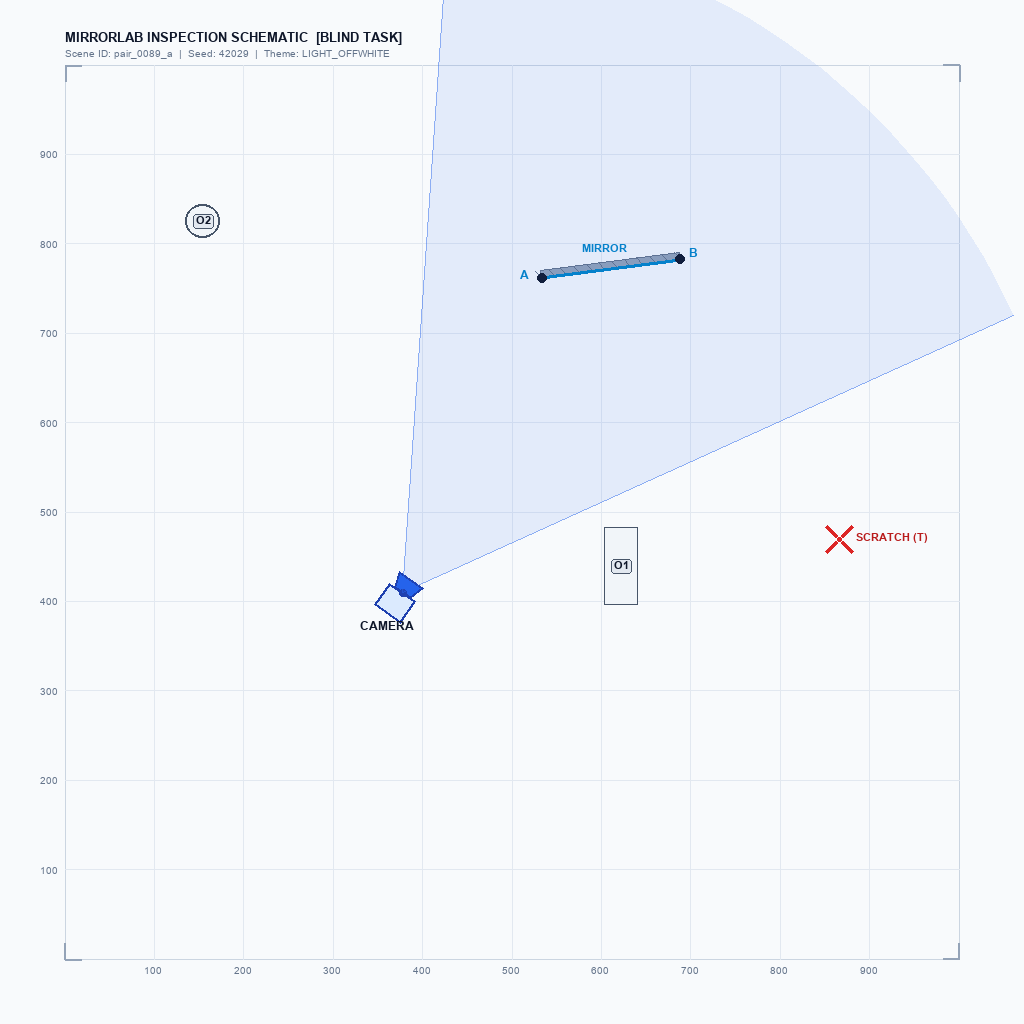 MIRRORLAB INSPECTION SCHEMATIC  [BLIND TASK]
Scene ID: pair_0089_a  |  Seed: 42029  |  Theme: LIGHT_OFFWHITE
900
O2
800
MIRROR
A
B
700
600
500
SCRATCH (T)
O1
400
CAMERA
300
200
100
100 200 300 400 500 600 700 800 900